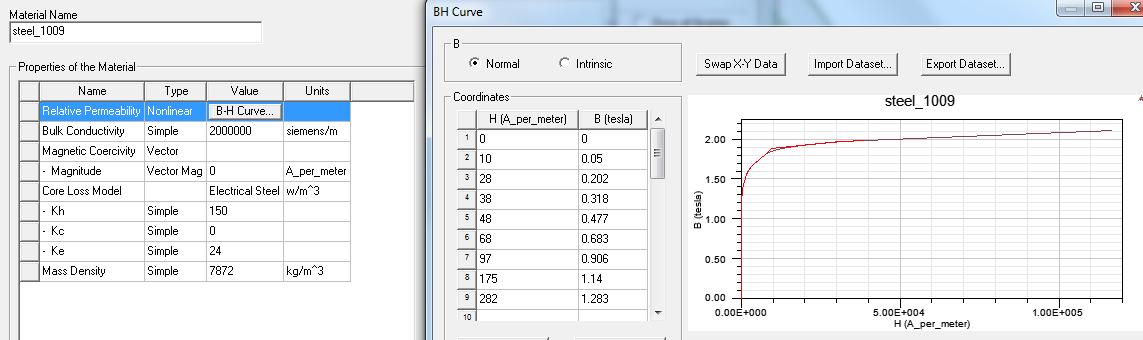 Material Name
steel_1009
Properties of the Material
Name Type Value Units
Relative Permeability Nonlinear B-H Curve...
Bulk Conductivity Simple 2000000 siemens/m
Magnetic Coercivity Vector
- Magnitude Vector Mag 0 A_per_meter
Core Loss Model Electrical Steel w/m^3
- Kh Simple 150
- Kc Simple 0
- Ke Simple 24
Mass Density Simple 7872 kg/m^3
BH Curve
B
Normal Intrinsic
Swap X-Y Data Import Dataset... Export Dataset...
Coordinates
H (A_per_meter) B (tesla)
1 0 0
2 10 0.05
3 28 0.202
4 38 0.318
5 48 0.477
6 68 0.683
7 97 0.906
8 175 1.14
9 282 1.283
10
steel_1009
B (tesla)
2.00
1.00
0.50
0.00
0.00E+000 5.00E+004 1.00E+005
H (A_per_meter)